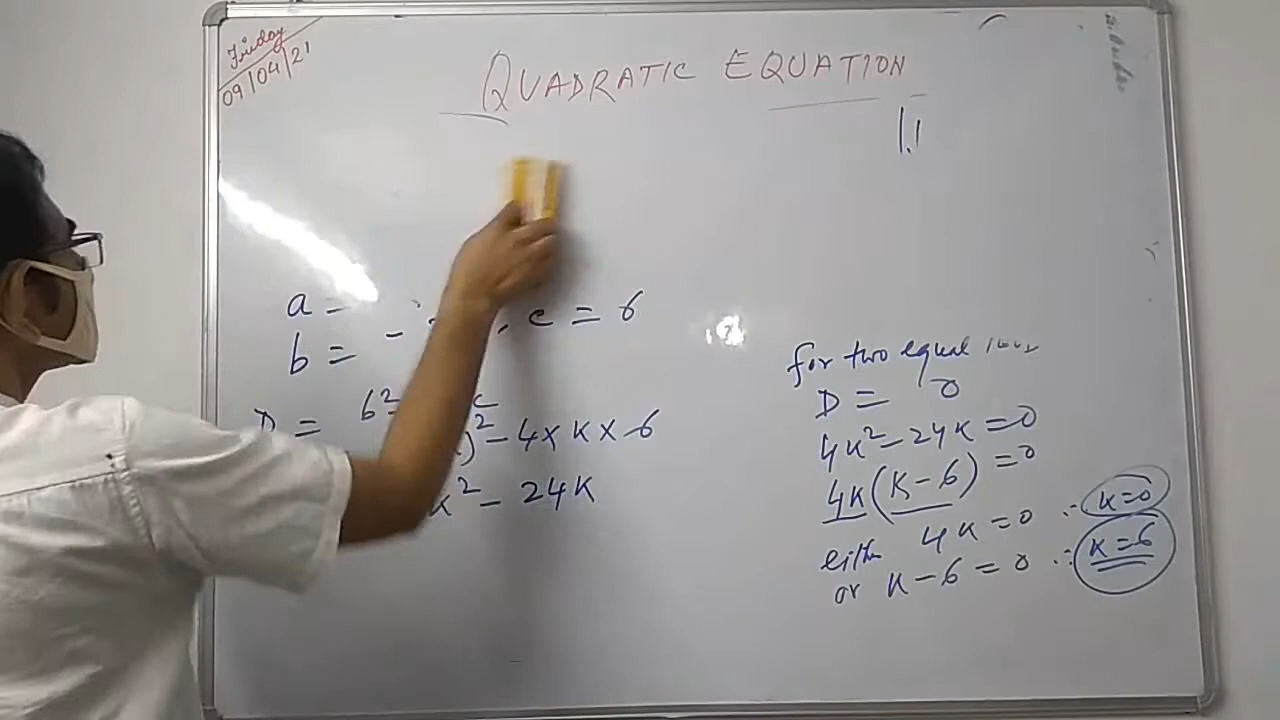 Friday
09/04/21
QUADRATIC EQUATION
1.1
a =
b = - , c = 6
D = b²
)² - 4 x K x 6
K² - 24K
for two equal
D = 0
4K² - 24K = 0
4K(K - 6) = 0
either 4K = 0 ∴ K = 0
or K - 6 = 0 ∴ K = 6